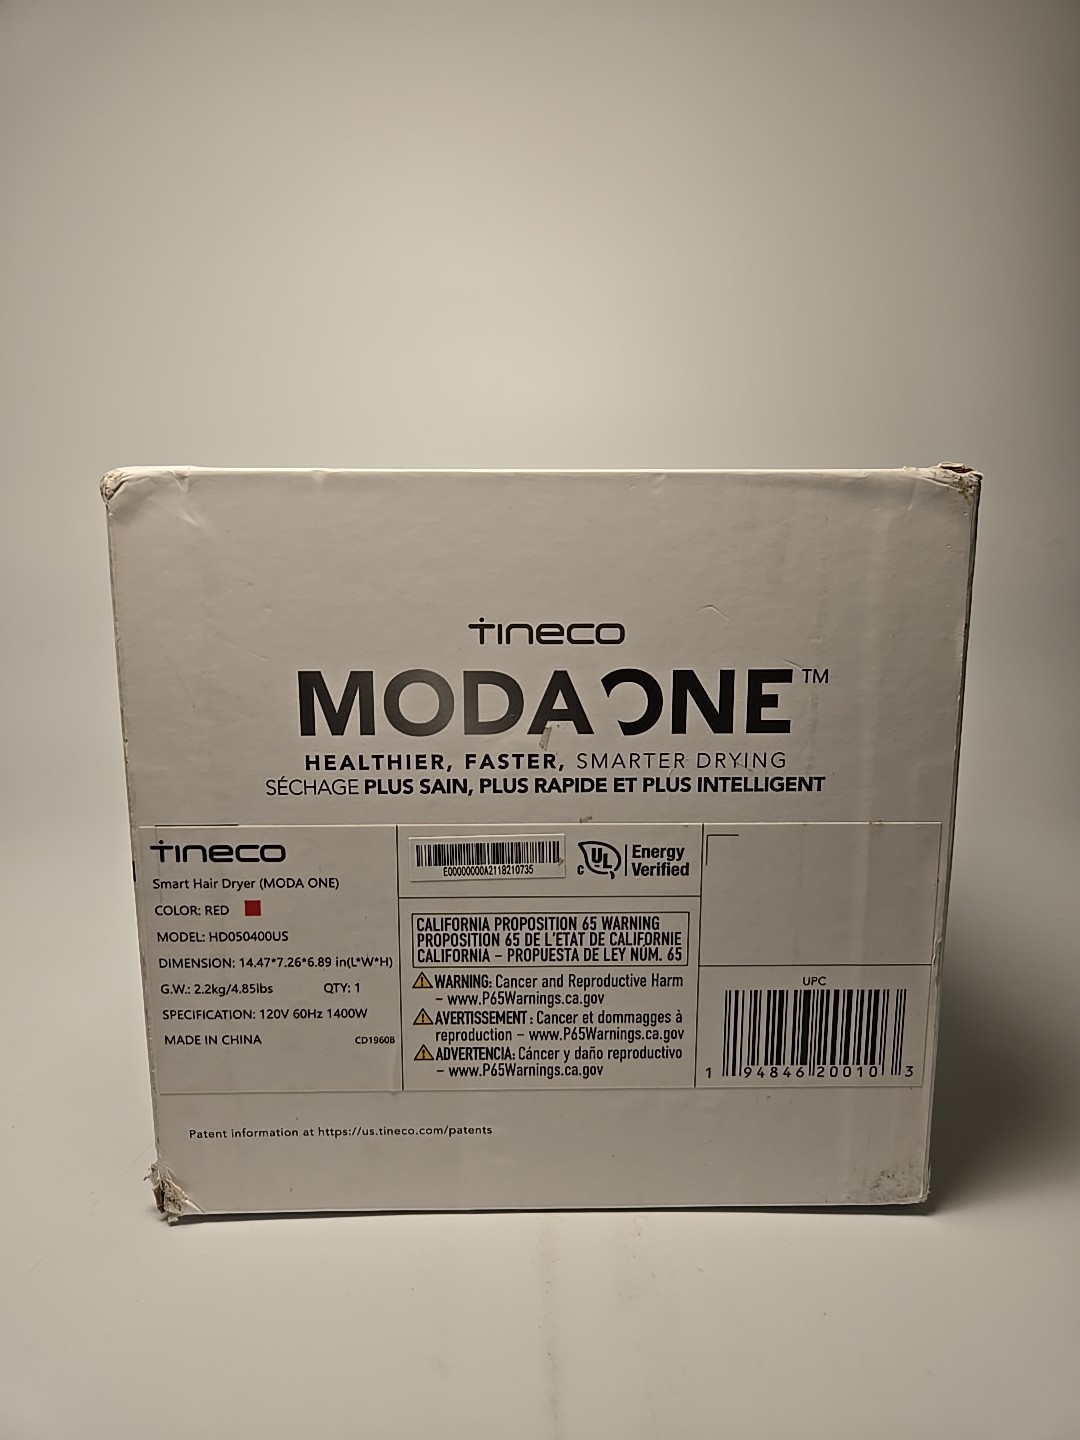 TINECO
MODAONE™
HEALTHIER, FASTER, SMARTER DRYING
SÉCHAGE PLUS SAIN, PLUS RAPIDE ET PLUS INTELLIGENT
TINECO
Smart Hair Dryer (MODA ONE)
COLOR: RED
MODEL: HD050400US
DIMENSION: 14.47*7.26*6.89 in(L*W*H)
G.W.: 2.2kg/4.85lbs QTY: 1
SPECIFICATION: 120V 60Hz 1400W
MADE IN CHINA CD1960B
E00000000A2118210735
C UL Energy
Verified
CALIFORNIA PROPOSITION 65 WARNING
PROPOSITION 65 DE L'ETAT DE CALIFORNIE
CALIFORNIA – PROPUESTA DE LEY NÚM. 65
WARNING: Cancer and Reproductive Harm
– www.P65Warnings.ca.gov
AVERTISSEMENT : Cancer et dommages à
reproduction – www.P65Warnings.ca.gov
ADVERTENCIA: Cáncer y daño reproductivo
– www.P65Warnings.ca.gov
UPC
1 94846 20010 3
Patent information at https://us.tineco.com/patents